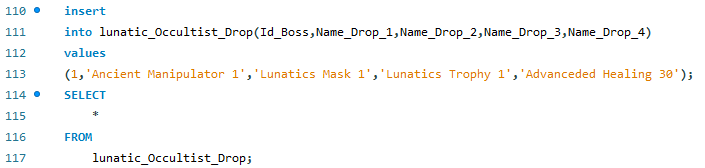 110 insert
111 into lunatic_Occultist_Drop(Id_Boss,Name_Drop_1,Name_Drop_2,Name_Drop_3,Name_Drop_4)
112 values
113 (1,'Ancient Manipulator 1','Lunatics Mask 1','Lunatics Trophy 1','Advanceded Healing 30');
114 SELECT
115 *
116 FROM
117 lunatic_Occultist_Drop;